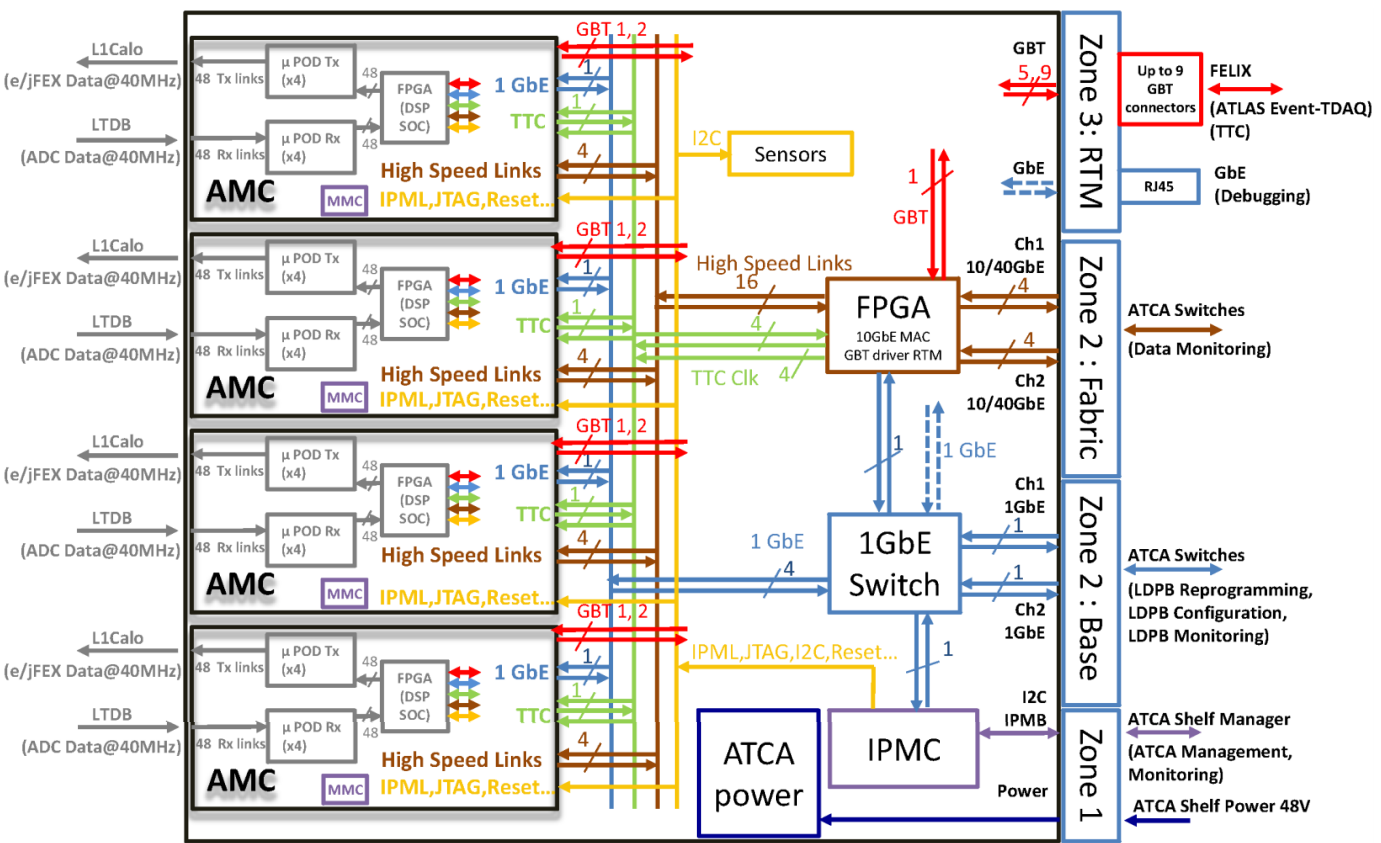 L1Calo
(e/jFEX Data@40MHz)
LTDB
(ADC Data@40MHz)
48 Tx links
μ POD Tx
(x4)
48
FPGA
(DSP
SOC)
48 Rx links
μ POD Rx
(x4)
48
AMC
MMC
GBT 1, 2
1
1 GbE
1
TTC
4
High Speed Links
IPML,JTAG,Reset...
L1Calo
(e/jFEX Data@40MHz)
LTDB
(ADC Data@40MHz)
48 Tx links
μ POD Tx
(x4)
48
FPGA
(DSP
SOC)
48 Rx links
μ POD Rx
(x4)
48
AMC
MMC
GBT 1, 2
1
1 GbE
1
TTC
4
High Speed Links
IPML,JTAG,Reset...
L1Calo
(e/jFEX Data@40MHz)
LTDB
(ADC Data@40MHz)
48 Tx links
μ POD Tx
(x4)
48
FPGA
(DSP
SOC)
48 Rx links
μ POD Rx
(x4)
48
AMC
MMC
GBT 1, 2
1
1 GbE
1
TTC
4
High Speed Links
IPML,JTAG,Reset...
L1Calo
(e/jFEX Data@40MHz)
LTDB
(ADC Data@40MHz)
48 Tx links
μ POD Tx
(x4)
48
FPGA
(DSP
SOC)
48 Rx links
μ POD Rx
(x4)
48
AMC
MMC
GBT 1, 2
1
1 GbE
1
TTC
4
High Speed Links
IPML,JTAG,Reset...
I2C
Sensors
1
GBT
High Speed Links
16
4
TTC Clk
4
FPGA
10GbE MAC
GBT driver RTM
1
1 GbE
1 GbE
4
1GbE
Switch
1
IPML,JTAG,I2C,Reset...
IPMC
ATCA
power
GBT
5,9
GbE
Ch1
10/40GbE
4
4
Ch2
10/40GbE
Ch1
1GbE
1
1
Ch2
1GbE
I2C
IPMB
Power
Zone 3: RTM
Zone 2 : Fabric
Zone 2 : Base
Zone 1
Up to 9
GBT
connectors
FELIX
(ATLAS Event-TDAQ)
(TTC)
RJ45
GbE
(Debugging)
ATCA Switches
(Data Monitoring)
ATCA Switches
(LDPB Reprogramming,
LDPB Configuration,
LDPB Monitoring)
ATCA Shelf Manager
(ATCA Management,
Monitoring)
ATCA Shelf Power 48V